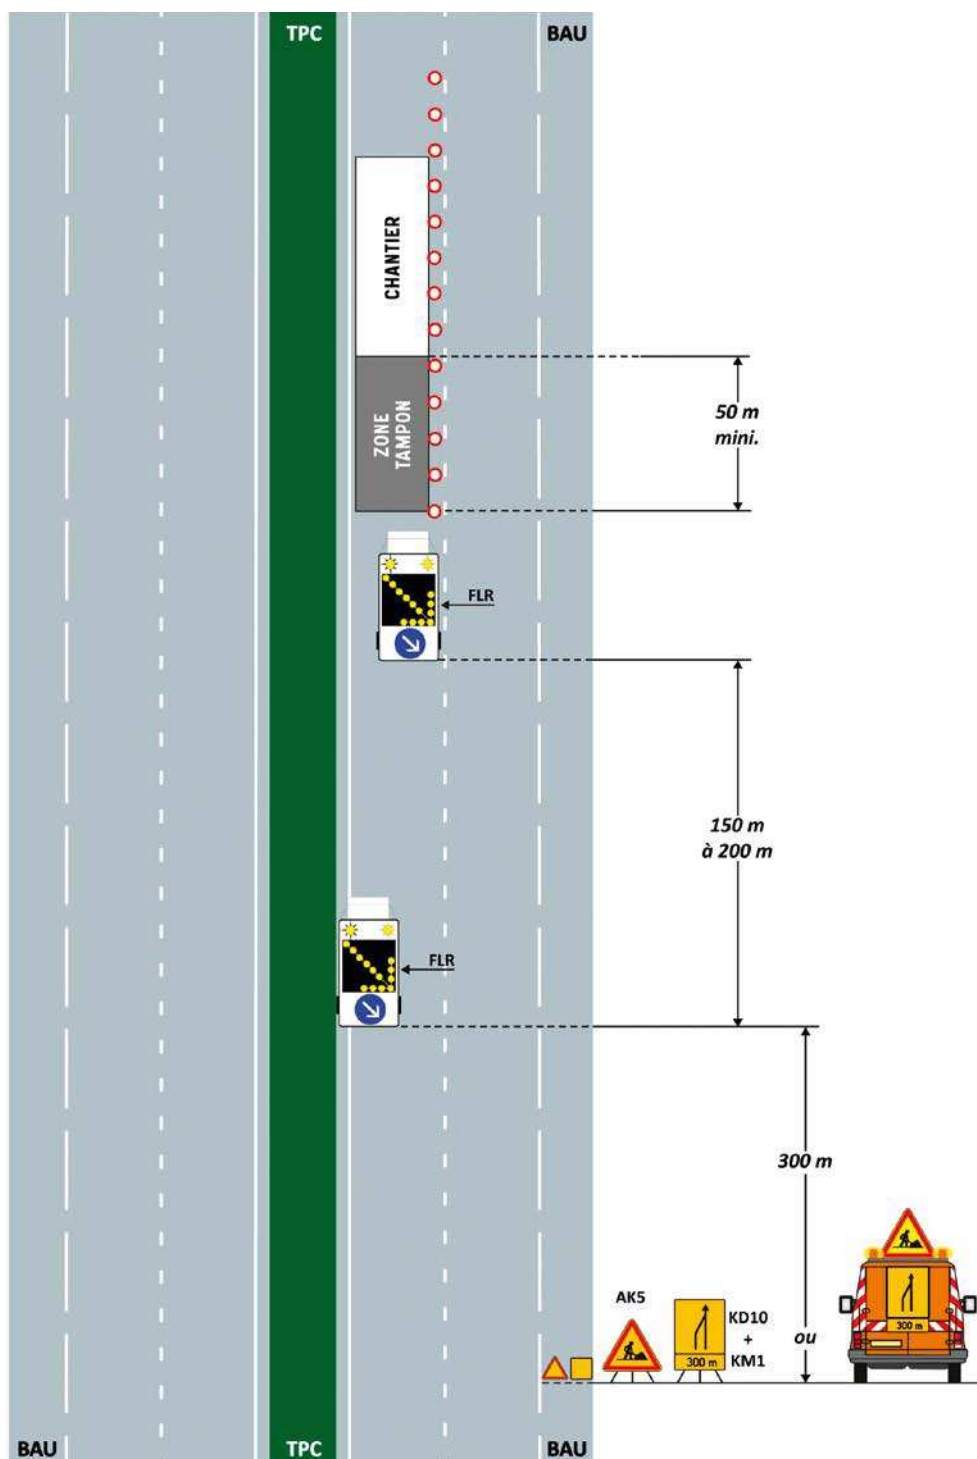 TPC
BAU
CHANTIER
ZONE
TAMPON
50 m
mini.
FLR
150 m
à 200 m
FLR
300 m
AK5
KD10
+
KM1
300 m
ou
300 m
BAU
TPC
BAU